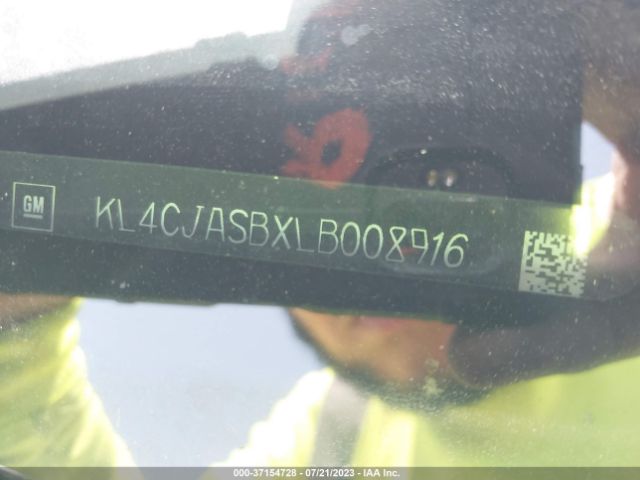 GM
KL4CJASBXLB008916
000-37154728 - 07/21/2023 - IAA Inc.